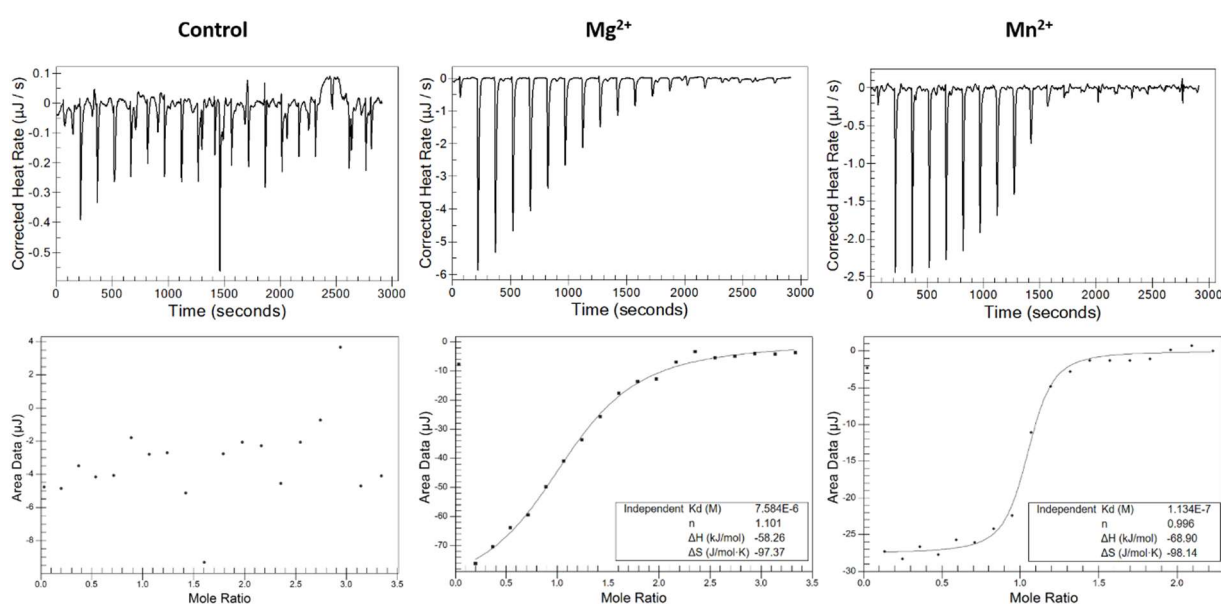 Control
Mg²⁺
Mn²⁺
Corrected Heat Rate (µJ / s)
0.1
0
-0.1
-0.2
-0.3
-0.4
-0.5
0 500 1000 1500 2000 2500 3000
Time (seconds)
Corrected Heat Rate (µJ / s)
0
-1
-2
-3
-4
-5
-6
0 500 1000 1500 2000 2500 3000
Time (seconds)
Corrected Heat Rate (µJ / s)
0
-0.5
-1.0
-1.5
-2.0
-2.5
0 500 1000 1500 2000 2500 3000
Time (seconds)
Area Data (µJ)
4
2
0
-2
-4
-6
-8
0.0 0.5 1.0 1.5 2.0 2.5 3.0 3.5
Mole Ratio
Area Data (µJ)
0
-10
-20
-30
-40
-50
-60
-70
Independent Kd (M) 7.584E-6
n 1.101
ΔH (kJ/mol) -58.26
ΔS (J/mol·K) -97.37
0.0 0.5 1.0 1.5 2.0 2.5 3.0 3.5
Mole Ratio
Area Data (µJ)
0
-5
-10
-15
-20
-25
-30
Independent Kd (M) 1.134E-7
n 0.996
ΔH (kJ/mol) -68.90
ΔS (J/mol·K) -98.14
0.0 0.5 1.0 1.5 2.0
Mole Ratio